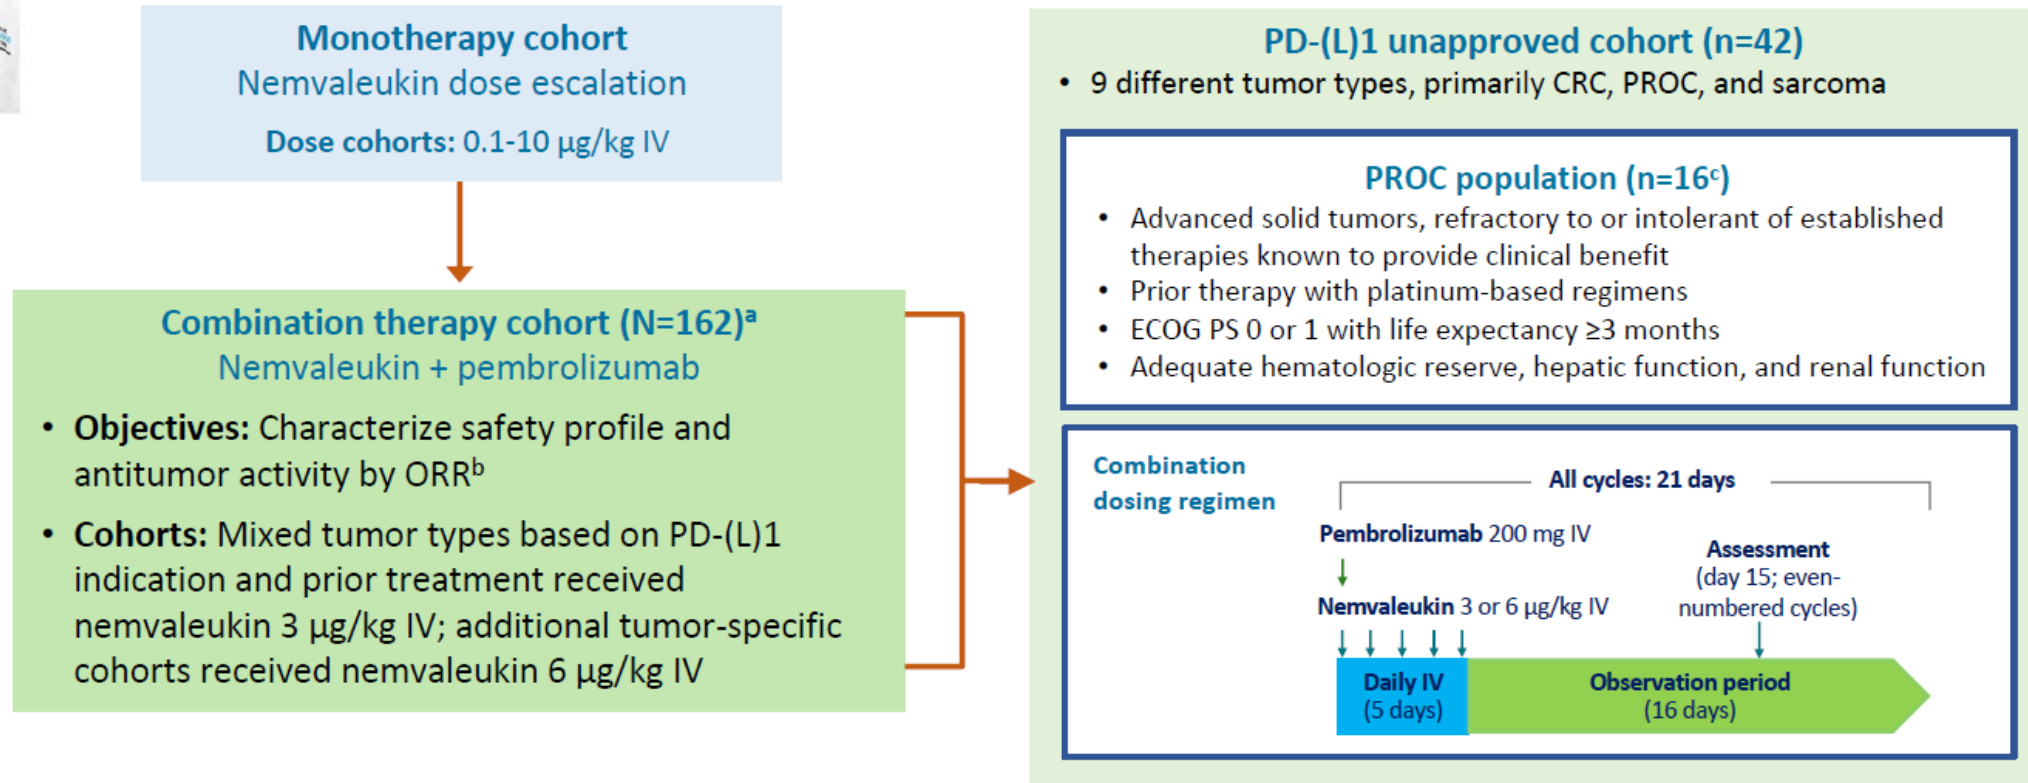 Monotherapy cohort
Nemvaleukin dose escalation
Dose cohorts: 0.1-10 µg/kg IV
Combination therapy cohort (N=162)ᵃ
Nemvaleukin + pembrolizumab
• Objectives: Characterize safety profile and
antitumor activity by ORRᵇ
• Cohorts: Mixed tumor types based on PD-(L)1
indication and prior treatment received
nemvaleukin 3 µg/kg IV; additional tumor-specific
cohorts received nemvaleukin 6 µg/kg IV
PD-(L)1 unapproved cohort (n=42)
• 9 different tumor types, primarily CRC, PROC, and sarcoma
PROC population (n=16ᶜ)
• Advanced solid tumors, refractory to or intolerant of established
therapies known to provide clinical benefit
• Prior therapy with platinum-based regimens
• ECOG PS 0 or 1 with life expectancy ≥3 months
• Adequate hematologic reserve, hepatic function, and renal function
Combination
dosing regimen
All cycles: 21 days
Pembrolizumab 200 mg IV
Nemvaleukin 3 or 6 µg/kg IV
Assessment
(day 15; even-
numbered cycles)
Daily IV
(5 days)
Observation period
(16 days)